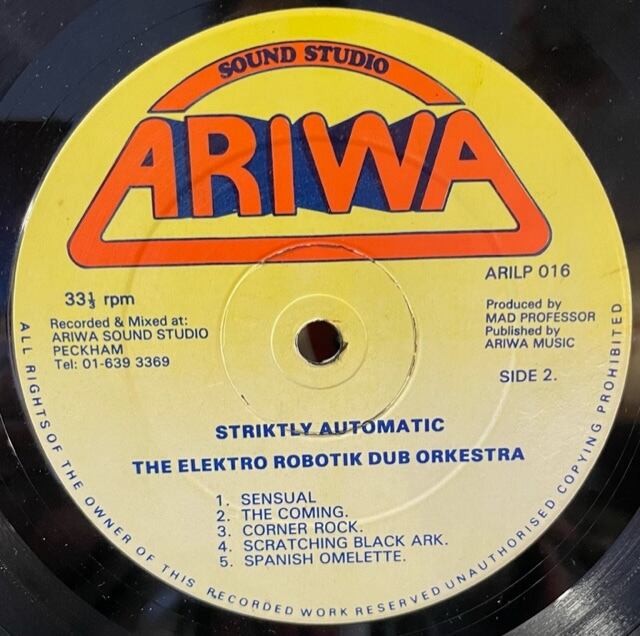 SOUND STUDIO
ARIWA
ARILP 016
33⅓ rpm
Recorded & Mixed at:
ARIWA SOUND STUDIO
PECKHAM
Tel: 01-639 3369
Produced by
MAD PROFESSOR
Published by
ARIWA MUSIC
SIDE 2.
STRIKTLY AUTOMATIC
THE ELEKTRO ROBOTIK DUB ORKESTRA
1. SENSUAL
2. THE COMING.
3. CORNER ROCK.
4. SCRATCHING BLACK ARK.
5. SPANISH OMELETTE.
ALL RIGHTS OF THE OWNER OF THIS RECORDED WORK RESERVED UNAUTHORISED COPYING PROHIBITED